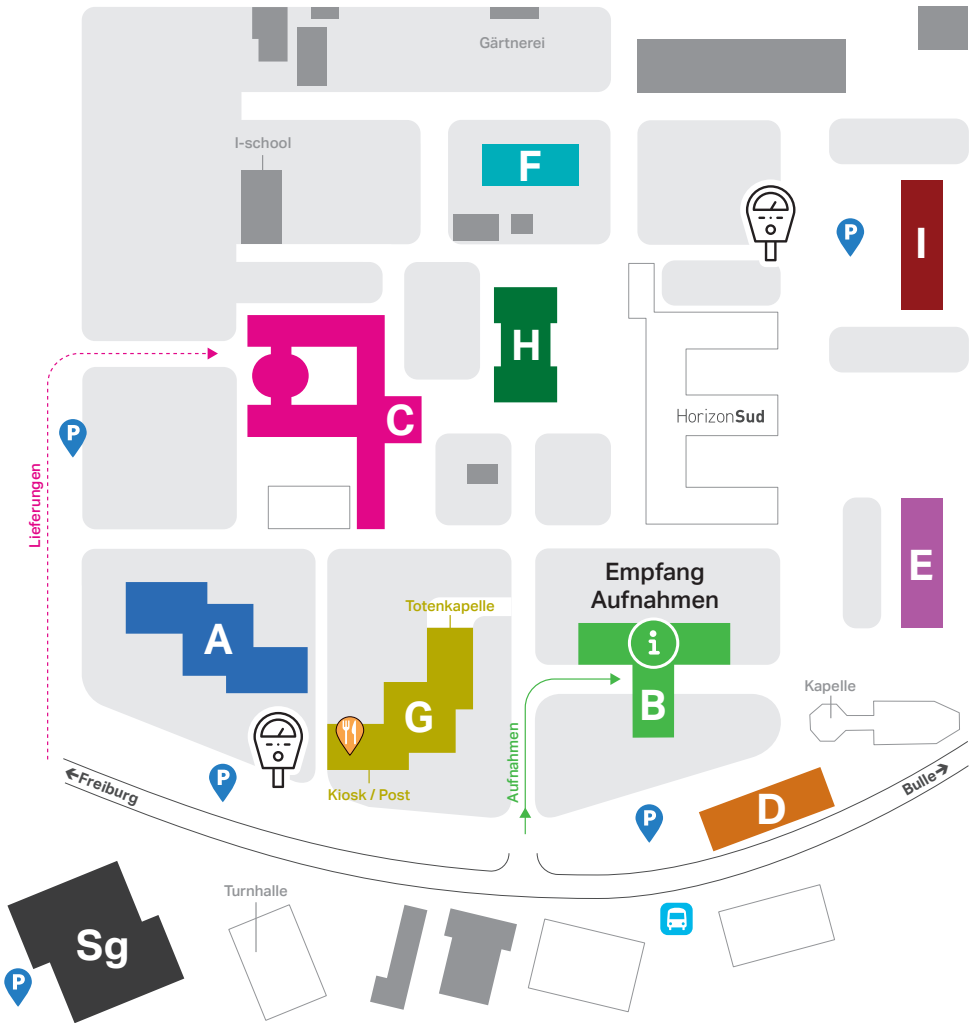 Gärtnerei
I-school
F
P
I
H
C
HorizonSud
P
Lieferungen
E
Empfang
Aufnahmen
i
Totenkapelle
A
B
G
Kapelle
Aufnahmen
←Freiburg
P
Kiosk / Post
Bulle→
P
D
Turnhalle
Sg
P